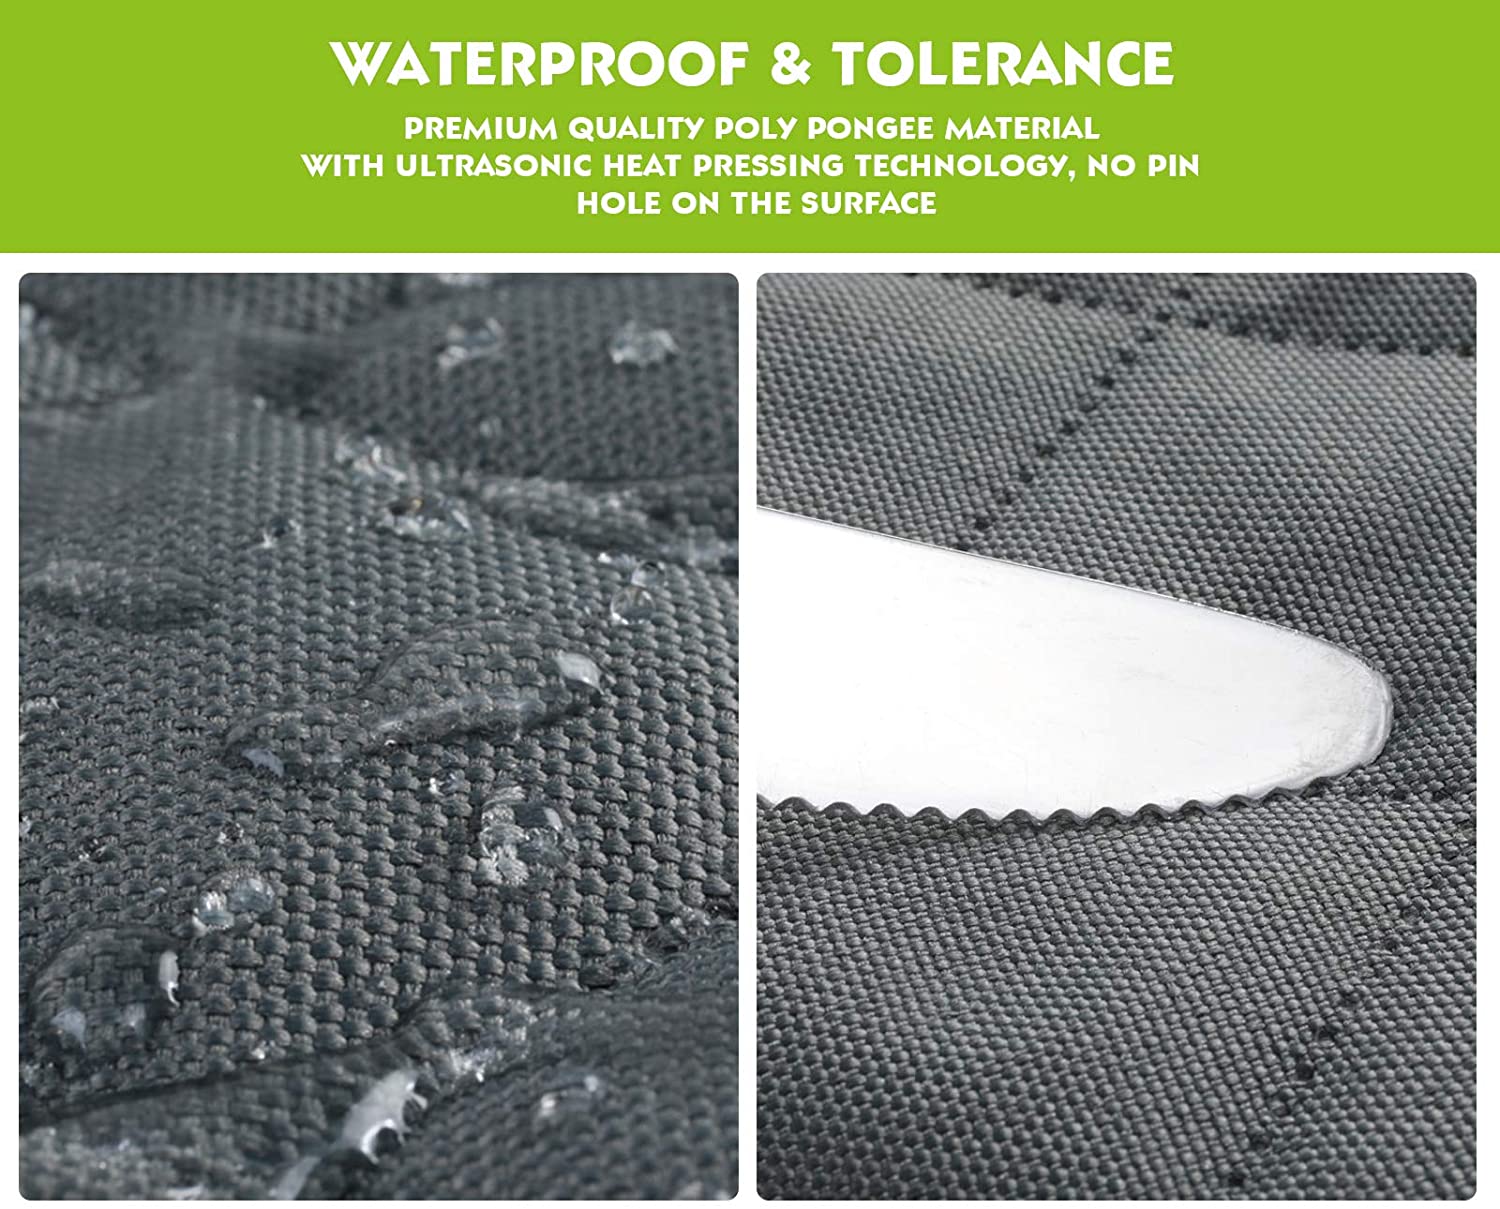 WATERPROOF & TOLERANCE
PREMIUM QUALITY POLY PONGEE MATERIAL
WITH ULTRASONIC HEAT PRESSING TECHNOLOGY, NO PIN
HOLE ON THE SURFACE